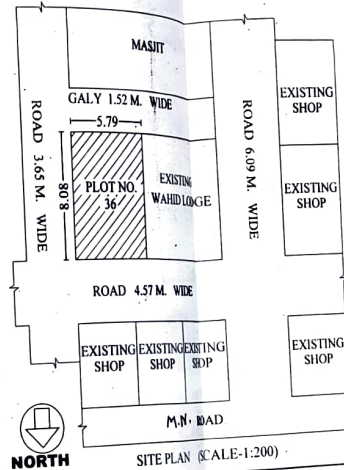 MASJIT
GALY 1.52 M. WIDE
5.79
ROAD 3.65 M. WIDE
8.08
PLOT NO.
36
EXISTING
WAHID LODGE
ROAD 6.09 M. WIDE
EXISTING
SHOP
EXISTING
SHOP
ROAD 4.57 M. WIDE
EXISTING
SHOP
EXISTING
SHOP
EXISTING
SHOP
EXISTING
SHOP
M.N. ROAD
NORTH
SITE PLAN (SCALE-1:200)